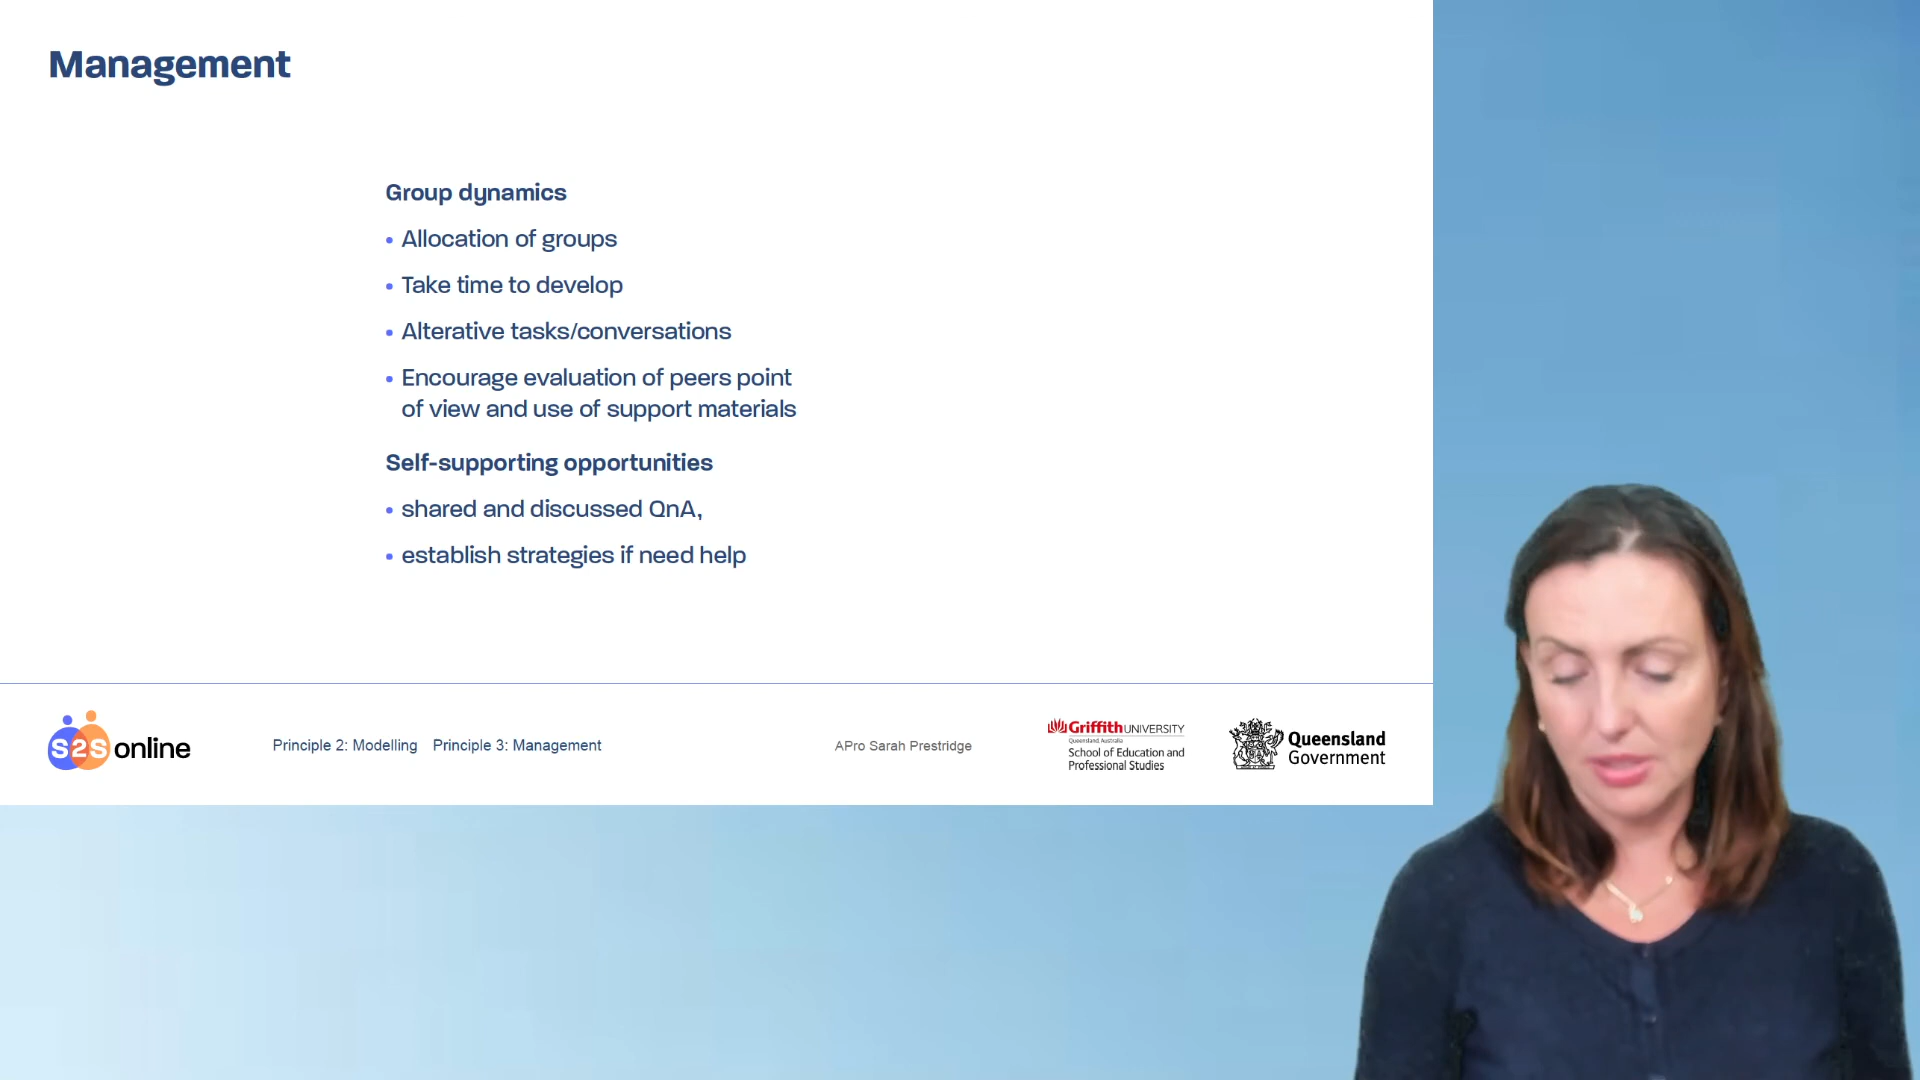 Management
Group dynamics
• Allocation of groups
• Take time to develop
• Alterative tasks/conversations
• Encourage evaluation of peers point
of view and use of support materials
Self-supporting opportunities
• shared and discussed QnA,
• establish strategies if need help
S2S online
Principle 2: Modelling Principle 3: Management
APro Sarah Prestridge
Griffith UNIVERSITY
Queensland, Australia
School of Education and
Professional Studies
Queensland
Government